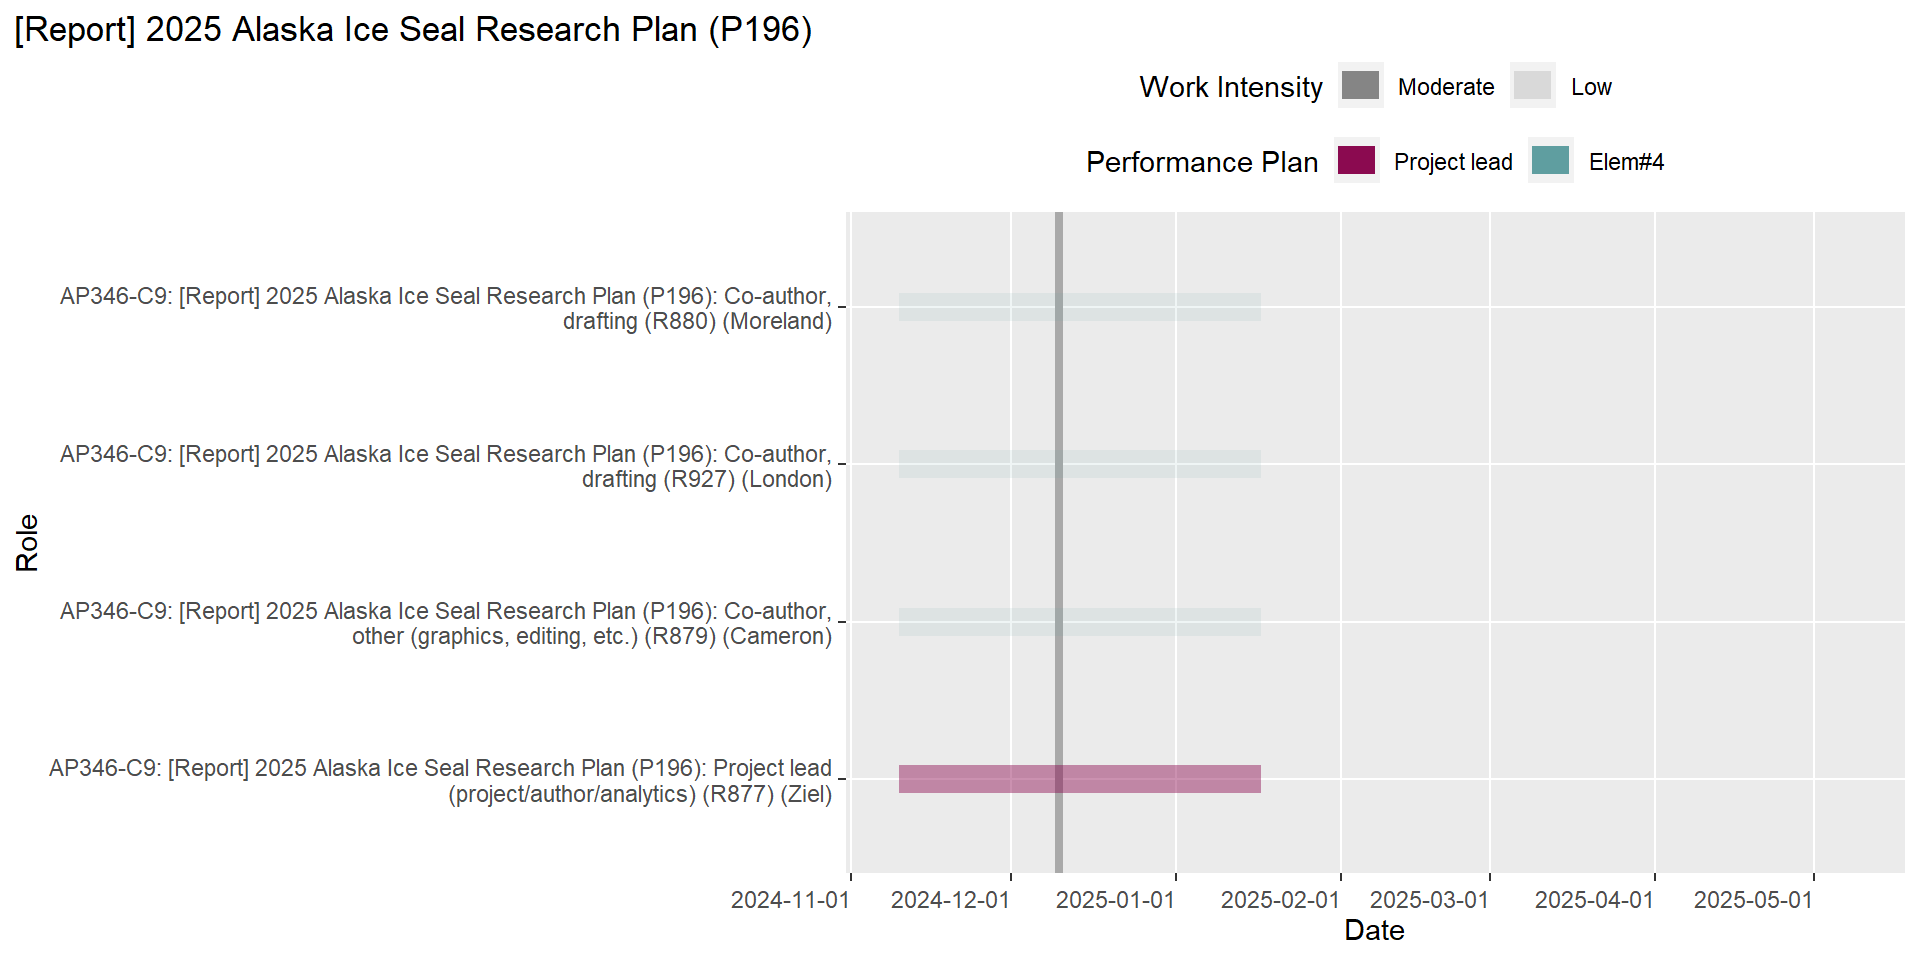 [Report] 2025 Alaska Ice Seal Research Plan (P196)
Work Intensity Moderate Low
Performance Plan Project lead Elem#4
AP346-C9: [Report] 2025 Alaska Ice Seal Research Plan (P196): Co-author,
drafting (R880) (Moreland)
AP346-C9: [Report] 2025 Alaska Ice Seal Research Plan (P196): Co-author,
drafting (R927) (London)
Role
AP346-C9: [Report] 2025 Alaska Ice Seal Research Plan (P196): Co-author,
other (graphics, editing, etc.) (R879) (Cameron)
AP346-C9: [Report] 2025 Alaska Ice Seal Research Plan (P196): Project lead
(project/author/analytics) (R877) (Ziel)
2024-11-01 2024-12-01 2025-01-01 2025-02-01 2025-03-01 2025-04-01 2025-05-01
Date